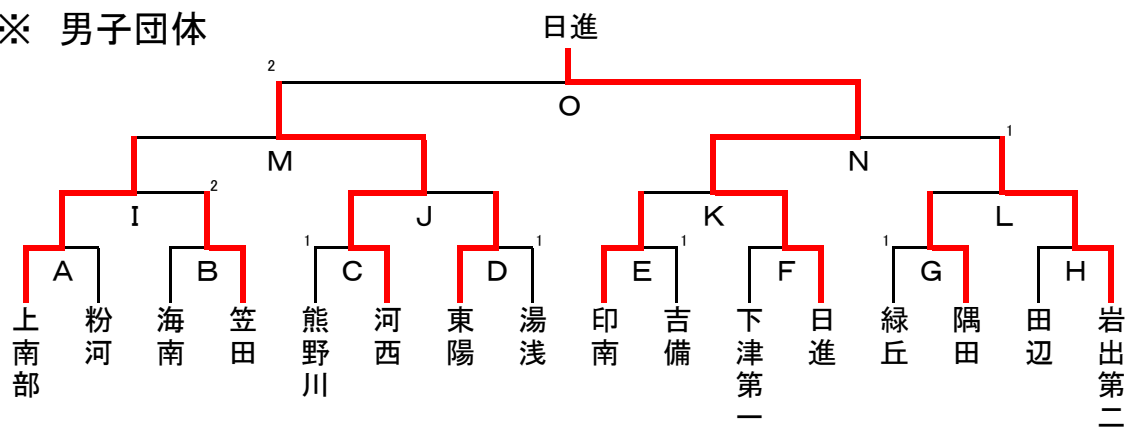 ※ 男子団体
日進
2
O
1
M
N
2
I
J
K
L
1
1
1
1
A
B
C
D
E
F
G
H
上南部
粉河
海南
笠田
熊野川
河西
東陽
湯浅
印南
吉備
下津第一
日進
緑丘
隅田
田辺
岩出第二